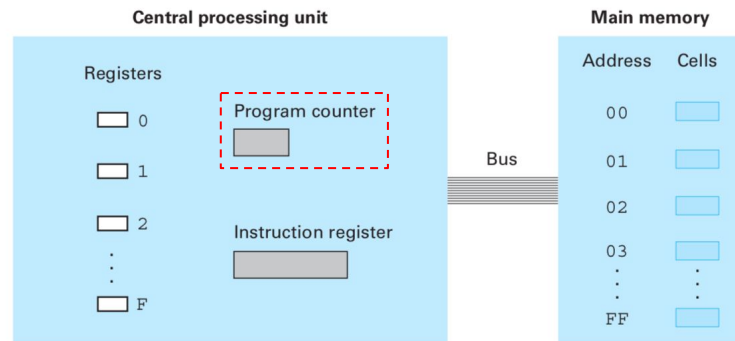 Central processing unit
Main memory
Registers
Program counter
Address Cells
0
00
1
Bus
01
2
Instruction register
02
03
F
FF